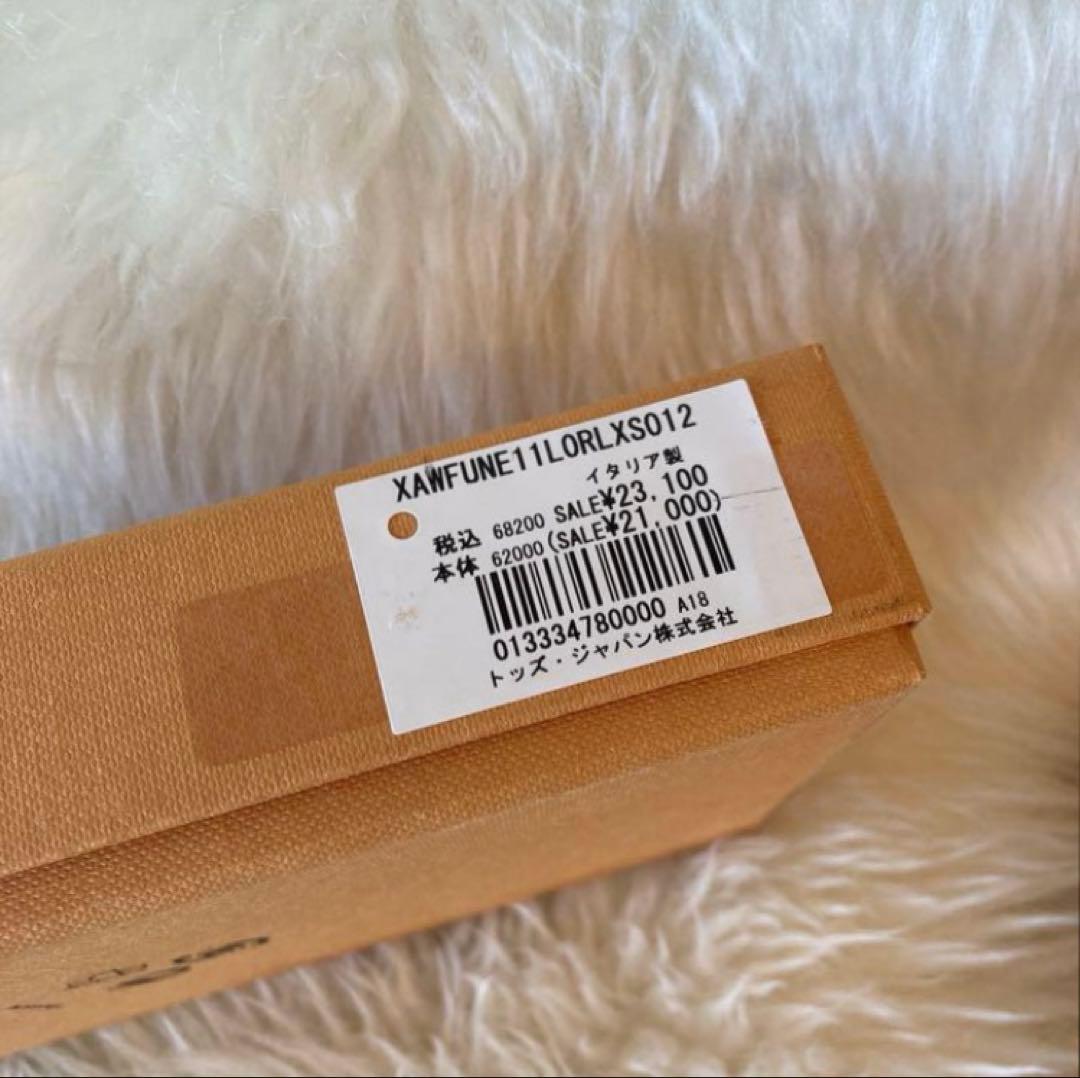 XAWFUNE11L0RLXS012
イタリア製
税込 68200 SALE¥23,100
本体 62000(SALE¥21,000)
013334780000 A18
トッズ・ジャパン株式会社